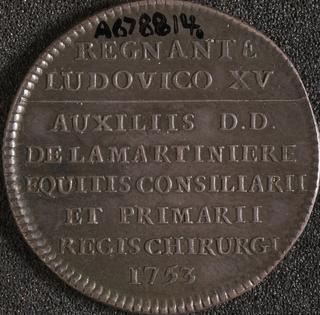 A678814
REGNANTE
LUDOVICO XV
AUXILIIS D.D.
DE LAMARTINIERE
EQUITIS CONSILIARII
ET PRIMARII
REGIS CHIRURGI
1753